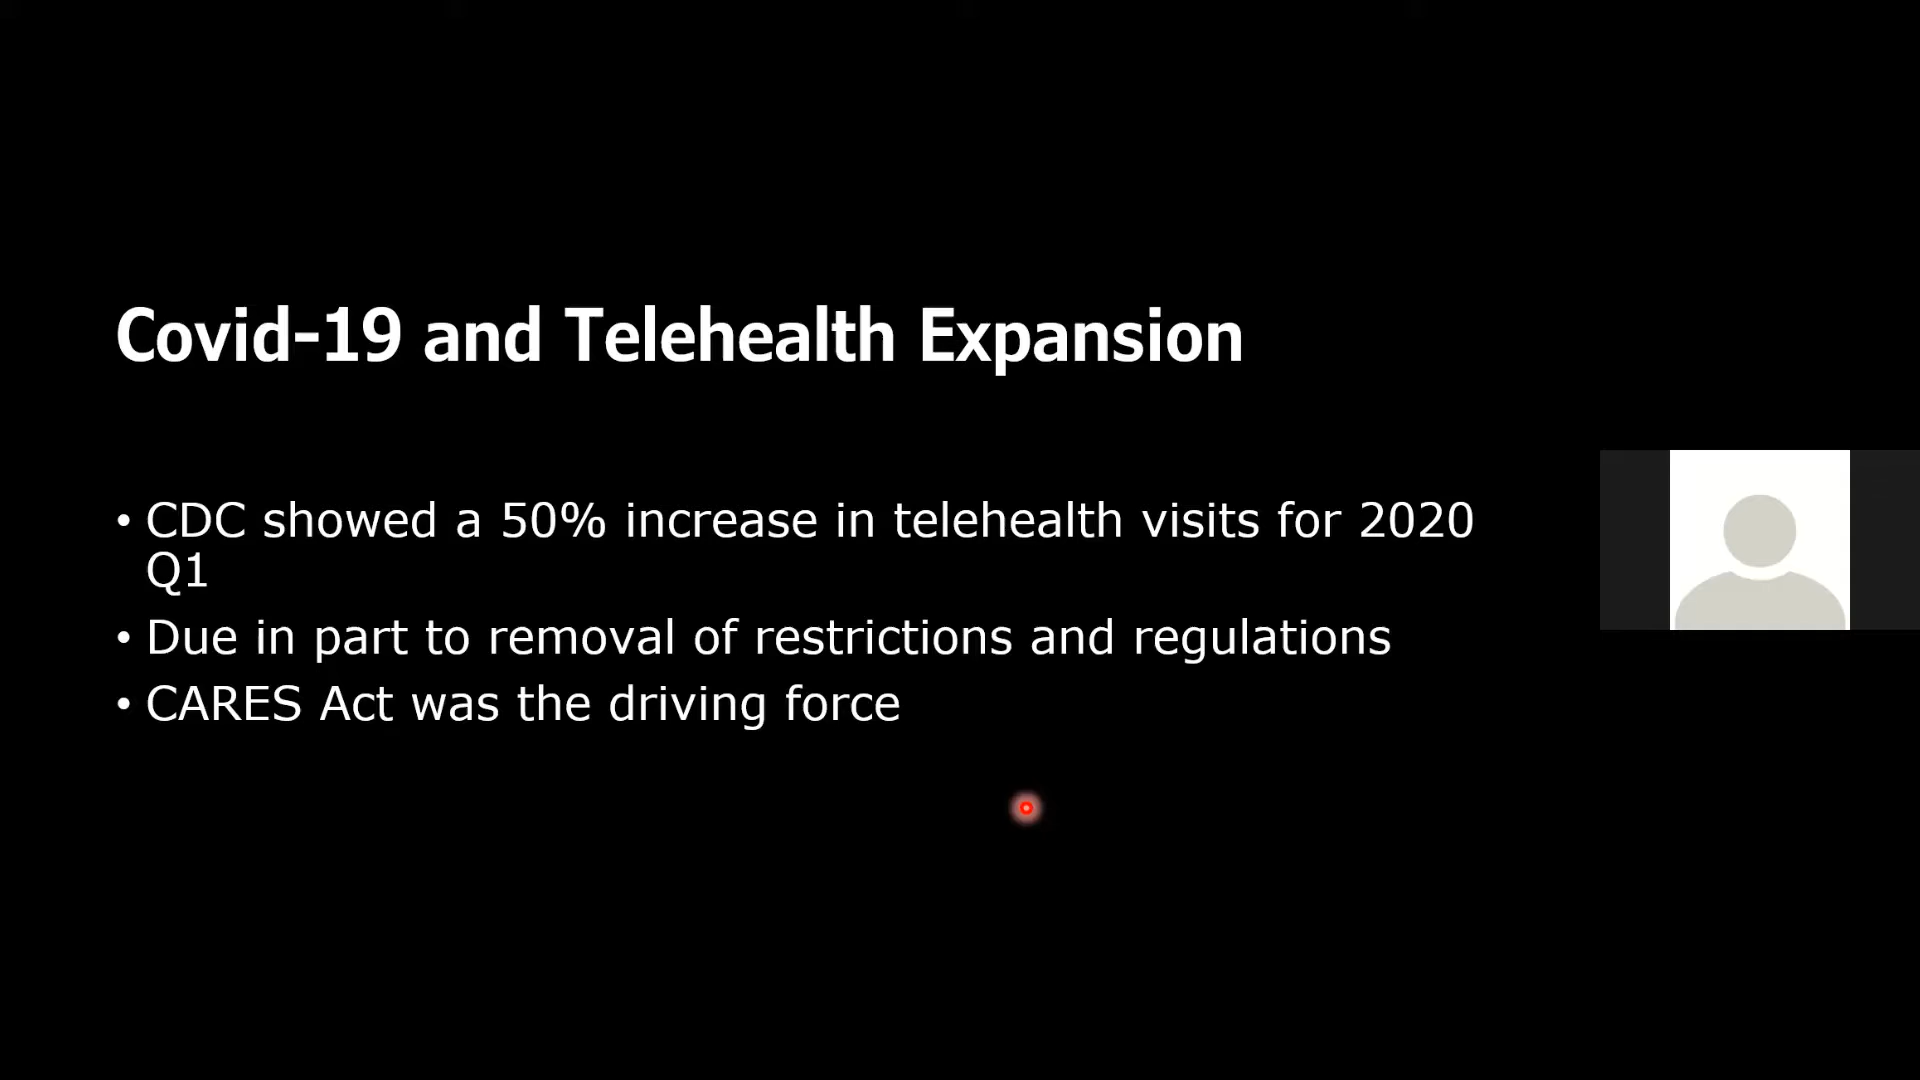 Covid-19 and Telehealth Expansion
• CDC showed a 50% increase in telehealth visits for 2020
Q1
• Due in part to removal of restrictions and regulations
• CARES Act was the driving force